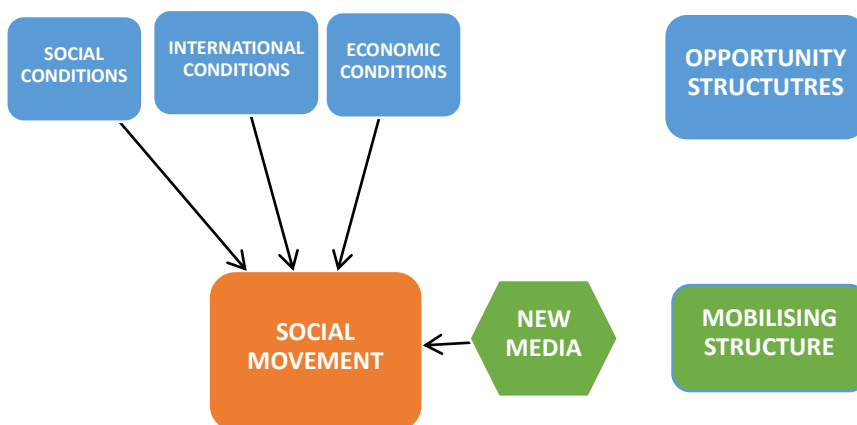 SOCIAL
CONDITIONS
INTERNATIONAL
CONDITIONS
ECONOMIC
CONDITIONS
OPPORTUNITY
STRUCTUTRES
SOCIAL
MOVEMENT
NEW
MEDIA
MOBILISING
STRUCTURE